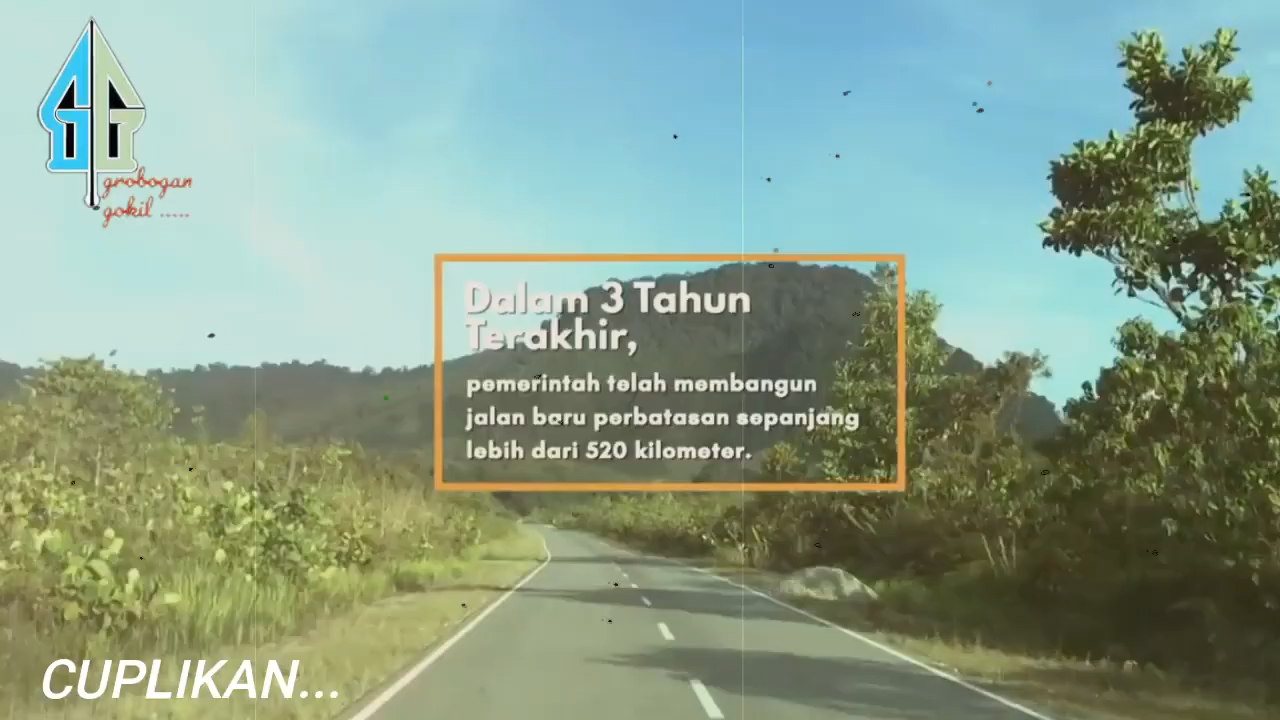 grobogan
gokil .....
Dalam 3 Tahun
Terakhir,
pemerintah telah membangun
jalan baru perbatasan sepanjang
lebih dari 520 kilometer.
CUPLIKAN...